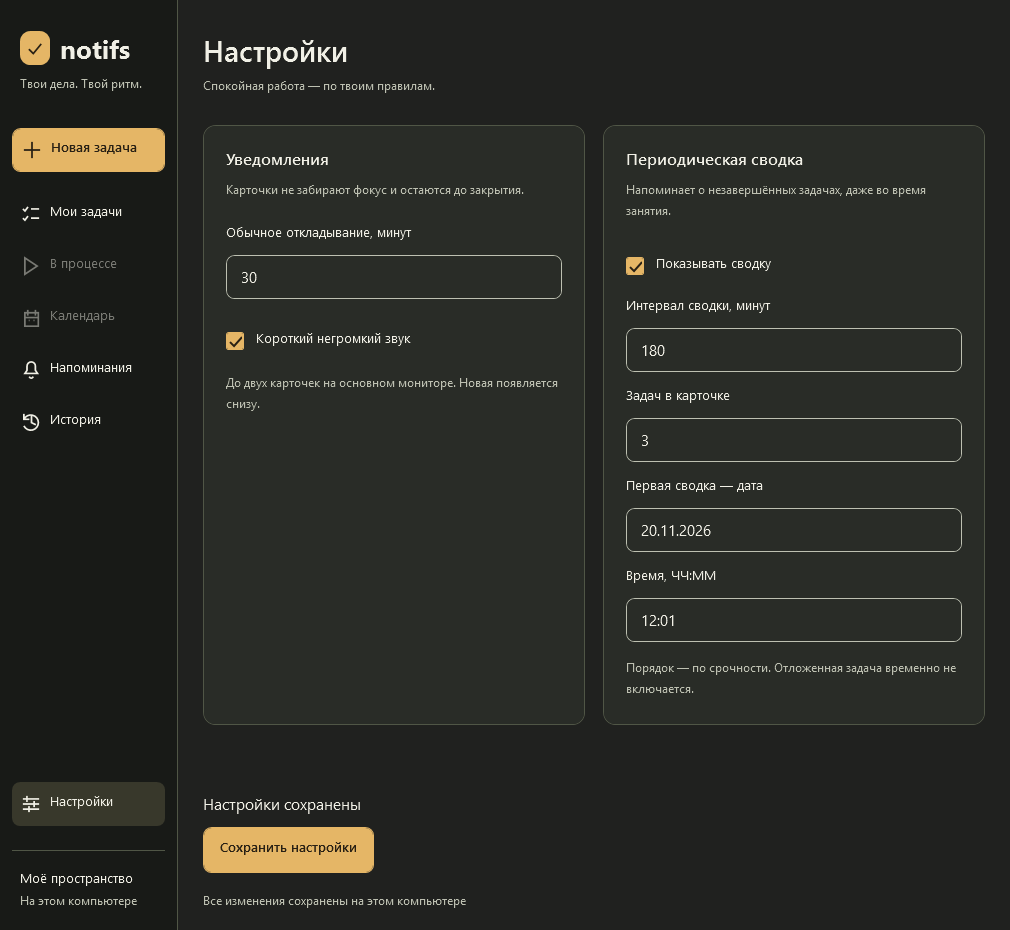 notifs
Твои дела. Твой ритм.
Новая задача
Мои задачи
В процессе
Календарь
Напоминания
История
Настройки
Моё пространство
На этом компьютере
Настройки
Спокойная работа — по твоим правилам.
Уведомления
Карточки не забирают фокус и остаются до закрытия.
Обычное откладывание, минут
30
Короткий негромкий звук
До двух карточек на основном мониторе. Новая появляется
снизу.
Периодическая сводка
Напоминает о незавершённых задачах, даже во время
занятия.
Показывать сводку
Интервал сводки, минут
180
Задач в карточке
3
Первая сводка — дата
20.11.2026
Время, ЧЧ:ММ
12:01
Порядок — по срочности. Отложенная задача временно не
включается.
Настройки сохранены
Сохранить настройки
Все изменения сохранены на этом компьютере